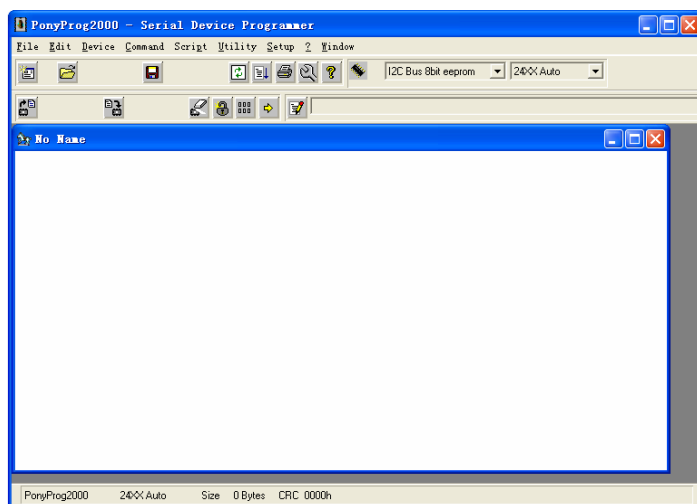 PonyProg2000 - Serial Device Programmer
File Edit Device Command Script Utility Setup ? Window
I2C Bus 8bit eeprom 24XX Auto
No Name
PonyProg2000 24XX Auto Size 0 Bytes CRC 0000h